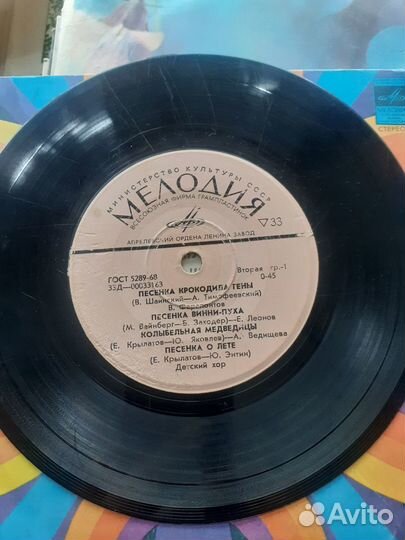 МИНИСТЕРСТВО КУЛЬТУРЫ СССР
МЕЛОДИЯ
ВСЕСОЮЗНАЯ ФИРМА ГРАМПЛАСТИНОК
▽33
АПРЕЛЕВСКИЙ ОРДЕНА ЛЕНИНА ЗАВОД
ГОСТ 5289-68
Вторая гр.-1
33Д-00033163
0-45
ПЕСЕНКА КРОКОДИЛА ГЕНЫ
(В. Шаинский—А. Тимофеевский)
В. Ферапонтов
ПЕСЕНКА ВИННИ-ПУХА
(М. Вайнберг—Б. Заходер)—Е. Леонов
КОЛЫБЕЛЬНАЯ МЕДВЕДИЦЫ
(Е. Крылатов—Ю. Яковлев)—А. Ведищева
ПЕСЕНКА О ЛЕТЕ
(Е. Крылатов—Ю. Энтин)
Детский хор
СТЕРЕО
Avito